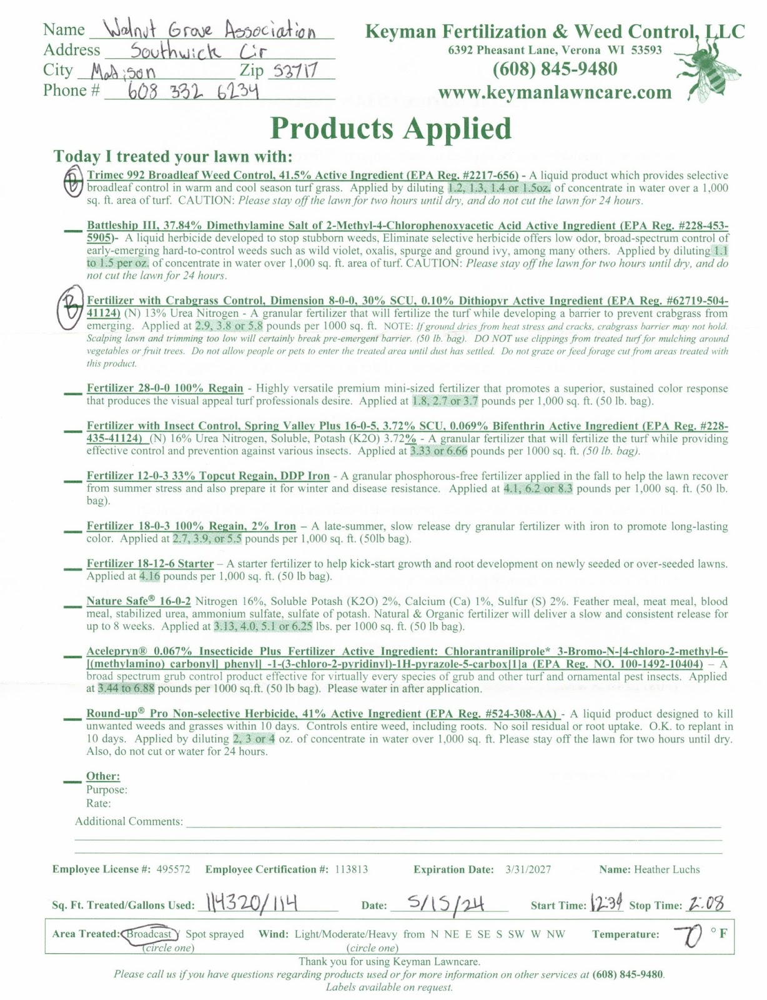 Name Walnut Grove Association
Address Southwick Cir
City Madison Zip 53717
Phone # 608 332 6234
Keyman Fertilization & Weed Control, LLC
6392 Pheasant Lane, Verona WI 53593
(608) 845-9480
www.keymanlawncare.com
Products Applied
Today I treated your lawn with:
B Trimec 992 Broadleaf Weed Control, 41.5% Active Ingredient (EPA Reg. #2217-656) - A liquid product which provides selective
broadleaf control in warm and cool season turf grass. Applied by diluting 1.2, 1.3, 1.4 or 1.5oz. of concentrate in water over a 1,000
sq. ft. area of turf. CAUTION: Please stay off the lawn for two hours until dry, and do not cut the lawn for 24 hours.
Battleship III, 37.84% Dimethylamine Salt of 2-Methyl-4-Chlorophenoxyacetic Acid Active Ingredient (EPA Reg. #228-453-
5905)- A liquid herbicide developed to stop stubborn weeds, Eliminate selective herbicide offers low odor, broad-spectrum control of
early-emerging hard-to-control weeds such as wild violet, oxalis, spurge and ground ivy, among many others. Applied by diluting 1.1
to 1.5 per oz. of concentrate in water over 1,000 sq. ft. area of turf. CAUTION: Please stay off the lawn for two hours until dry, and do
not cut the lawn for 24 hours.
B Fertilizer with Crabgrass Control, Dimension 8-0-0, 30% SCU, 0.10% Dithiopyr Active Ingredient (EPA Reg. #62719-504-
41124) (N) 13% Urea Nitrogen - A granular fertilizer that will fertilize the turf while developing a barrier to prevent crabgrass from
emerging. Applied at 2.9, 3.8 or 5.8 pounds per 1000 sq. ft. NOTE: If ground dries from heat stress and cracks, crabgrass barrier may not hold.
Scalping lawn and trimming too low will certainly break pre-emergent barrier. (50 lb. bag). DO NOT use clippings from treated turf for mulching around
vegetables or fruit trees. Do not allow people or pets to enter the treated area until dust has settled. Do not graze or feed forage cut from areas treated with
this product.
Fertilizer 28-0-0 100% Regain - Highly versatile premium mini-sized fertilizer that promotes a superior, sustained color response
that produces the visual appeal turf professionals desire. Applied at 1.8, 2.7 or 3.7 pounds per 1,000 sq. ft. (50 lb. bag).
Fertilizer with Insect Control, Spring Valley Plus 16-0-5, 3.72% SCU, 0.069% Bifenthrin Active Ingredient (EPA Reg. #228-
435-41124) (N) 16% Urea Nitrogen, Soluble, Potash (K2O) 3.72% - A granular fertilizer that will fertilize the turf while providing
effective control and prevention against various insects. Applied at 3.33 or 6.66 pounds per 1000 sq. ft. (50 lb. bag).
Fertilizer 12-0-3 33% Topcut Regain, DDP Iron - A granular phosphorous-free fertilizer applied in the fall to help the lawn recover
from summer stress and also prepare it for winter and disease resistance. Applied at 4.1, 6.2 or 8.3 pounds per 1,000 sq. ft. (50 lb.
bag).
Fertilizer 18-0-3 100% Regain, 2% Iron – A late-summer, slow release dry granular fertilizer with iron to promote long-lasting
color. Applied at 2.7, 3.9, or 5.5 pounds per 1,000 sq. ft. (50lb bag).
Fertilizer 18-12-6 Starter – A starter fertilizer to help kick-start growth and root development on newly seeded or over-seeded lawns.
Applied at 4.16 pounds per 1,000 sq. ft. (50 lb bag).
Nature Safe® 16-0-2 Nitrogen 16%, Soluble Potash (K2O) 2%, Calcium (Ca) 1%, Sulfur (S) 2%. Feather meal, meat meal, blood
meal, stabilized urea, ammonium sulfate, sulfate of potash. Natural & Organic fertilizer will deliver a slow and consistent release for
up to 8 weeks. Applied at 3.13, 4.0, 5.1 or 6.25 lbs. per 1000 sq. ft. (50 lb bag).
Acelepryn® 0.067% Insecticide Plus Fertilizer Active Ingredient: Chlorantraniliprole* 3-Bromo-N-[4-chloro-2-methyl-6-
[(methylamino) carbonyl] phenyl] -1-(3-chloro-2-pyridinyl)-1H-pyrazole-5-carbox[1]a (EPA Reg. NO. 100-1492-10404) – A
broad spectrum grub control product effective for virtually every species of grub and other turf and ornamental pest insects. Applied
at 3.44 to 6.88 pounds per 1000 sq.ft. (50 lb bag). Please water in after application.
Round-up® Pro Non-selective Herbicide, 41% Active Ingredient (EPA Reg. #524-308-AA) - A liquid product designed to kill
unwanted weeds and grasses within 10 days. Controls entire weed, including roots. No soil residual or root uptake. O.K. to replant in
10 days. Applied by diluting 2, 3 or 4 oz. of concentrate in water over 1,000 sq. ft. Please stay off the lawn for two hours until dry.
Also, do not cut or water for 24 hours.
Other:
Purpose:
Rate:
Additional Comments:
Employee License #: 495572 Employee Certification #: 113813 Expiration Date: 3/31/2027 Name: Heather Luchs
Sq. Ft. Treated/Gallons Used: 114320/114 Date: 5/15/24 Start Time: 12:39 Stop Time: 2:08
Area Treated: Broadcast / Spot sprayed Wind: Light/Moderate/Heavy from N NE E SE S SW W NW Temperature: 70 ° F
(circle one) (circle one)
Thank you for using Keyman Lawncare.
Please call us if you have questions regarding products used or for more information on other services at (608) 845-9480.
Labels available on request.